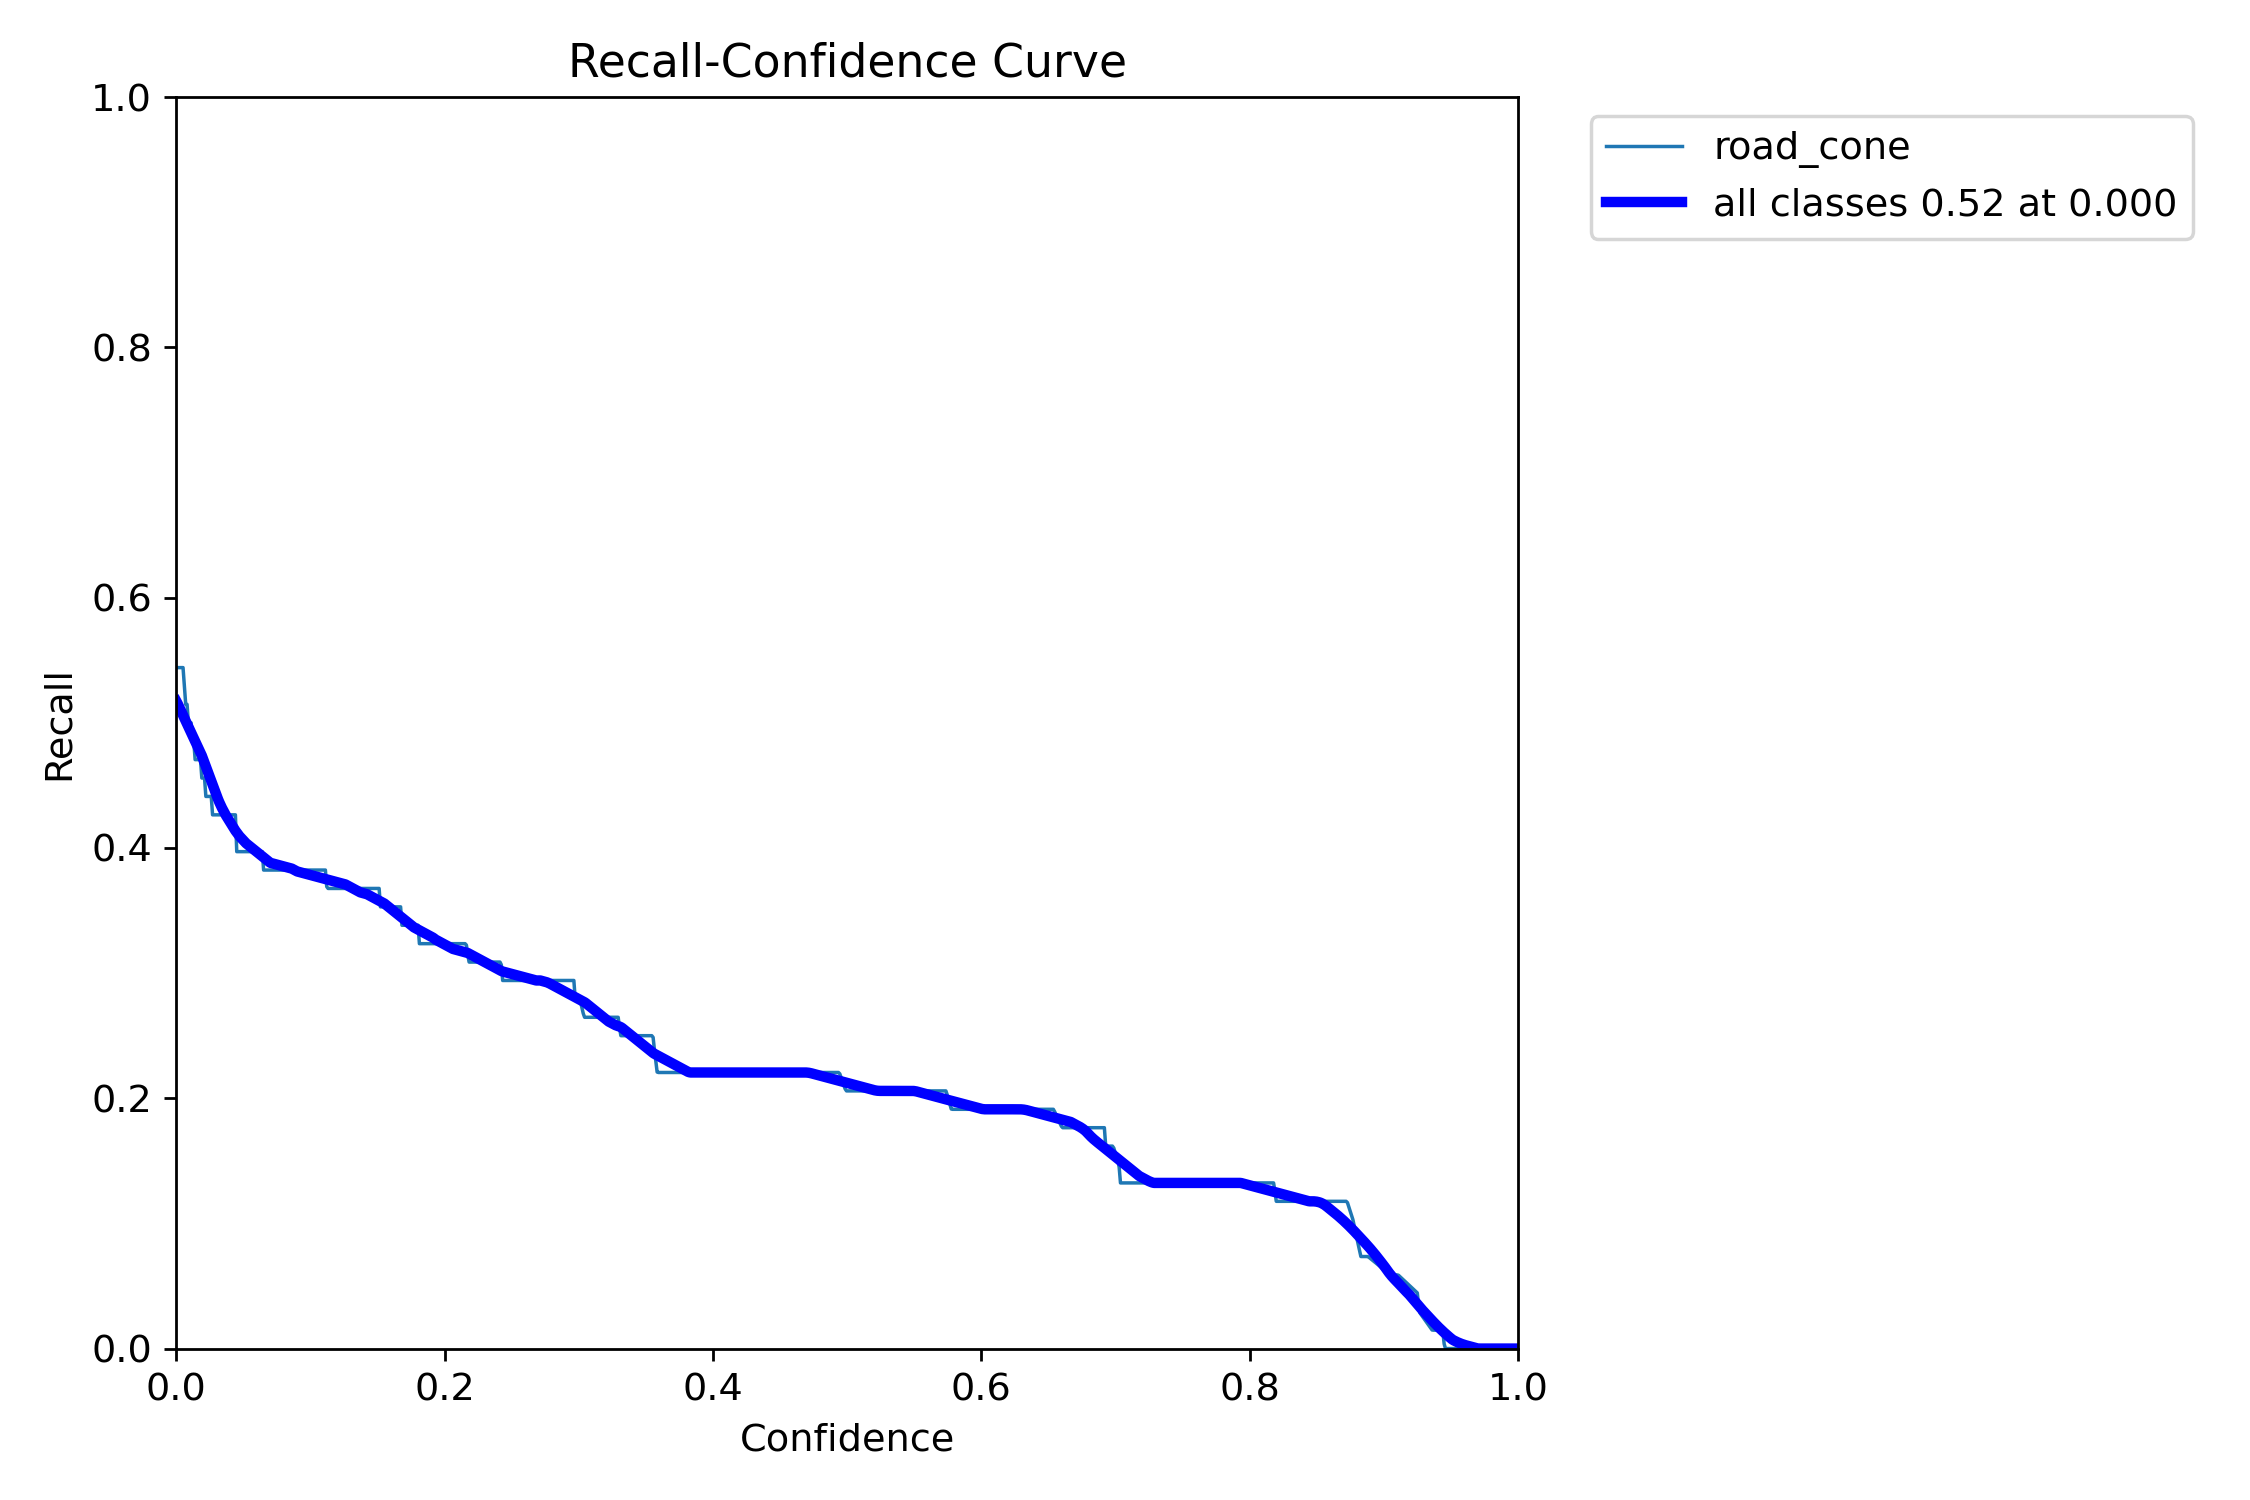 Recall-Confidence Curve
1.0
0.8
0.6
0.4
0.2
0.0
Recall
0.0 0.2 0.4 0.6 0.8 1.0
Confidence
road_cone
all classes 0.52 at 0.000